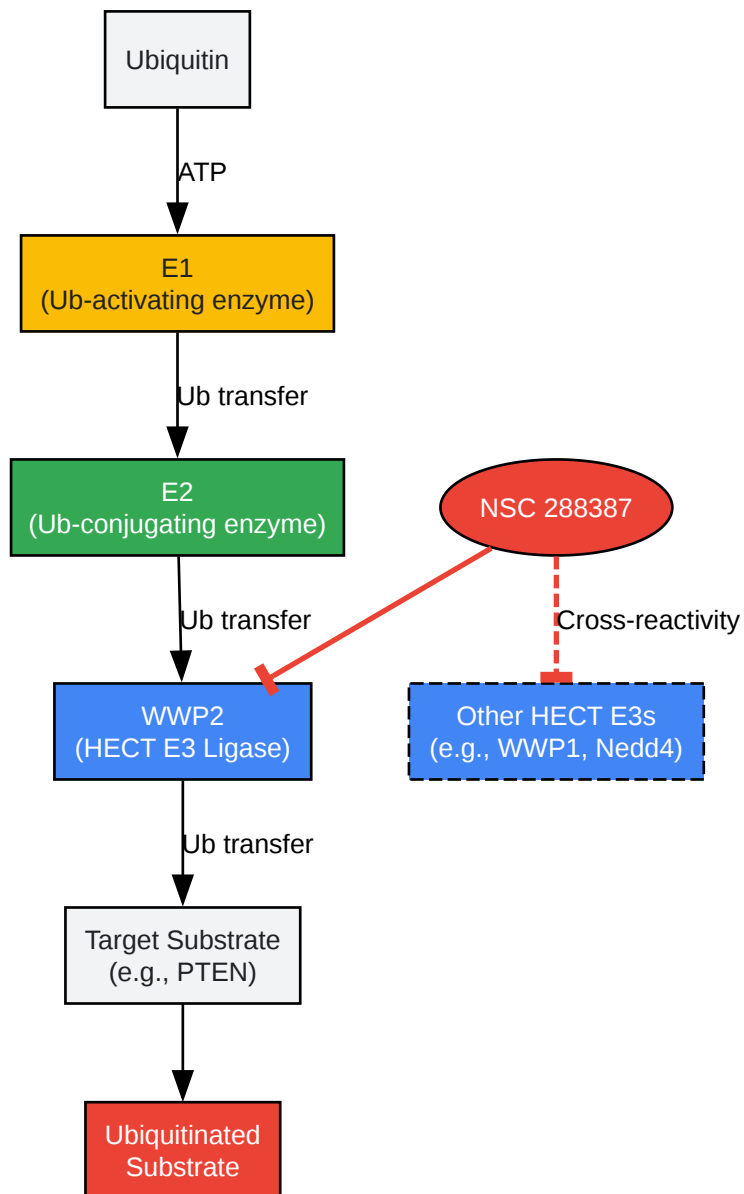 Ubiquitin
ATP
E1
(Ub-activating enzyme)
Ub transfer
E2
(Ub-conjugating enzyme)
NSC 288387
Ub transfer
Cross-reactivity
WWP2
(HECT E3 Ligase)
Other HECT E3s
(e.g., WWP1, Nedd4)
Ub transfer
Target Substrate
(e.g., PTEN)
Ubiquitinated
Substrate